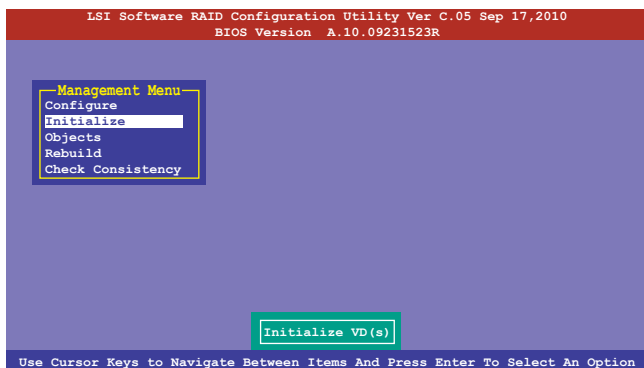 LSI Software RAID Configuration Utility Ver C.05 Sep 17,2010
BIOS Version A.10.09231523R
Management Menu
Configure
Initialize
Objects
Rebuild
Check Consistency
Initialize VD(s)
Use Cursor Keys to Navigate Between Items And Press Enter To Select An Option